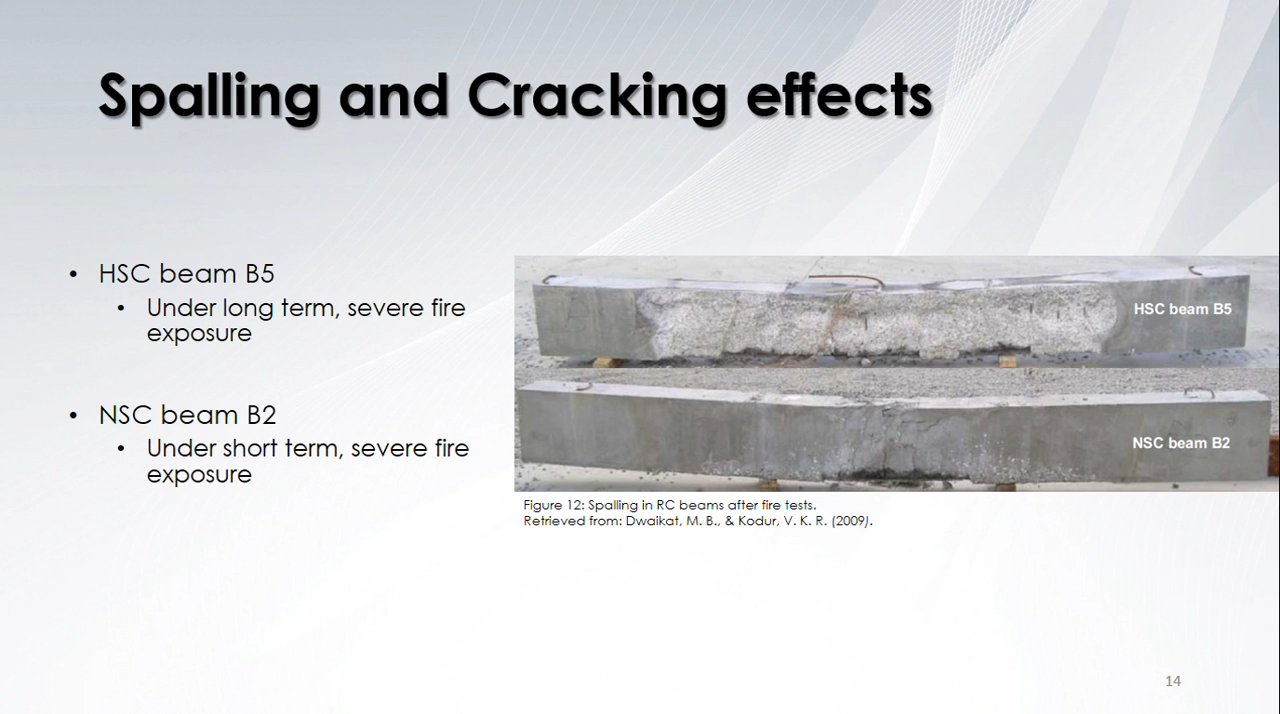 Spalling and Cracking effects
• HSC beam B5
• Under long term, severe fire
exposure
• NSC beam B2
• Under short term, severe fire
exposure
HSC beam B5
NSC beam B2
Figure 12: Spalling in RC beams after fire tests.
Retrieved from: Dwaikat, M. B., & Kodur, V. K. R. (2009).
14